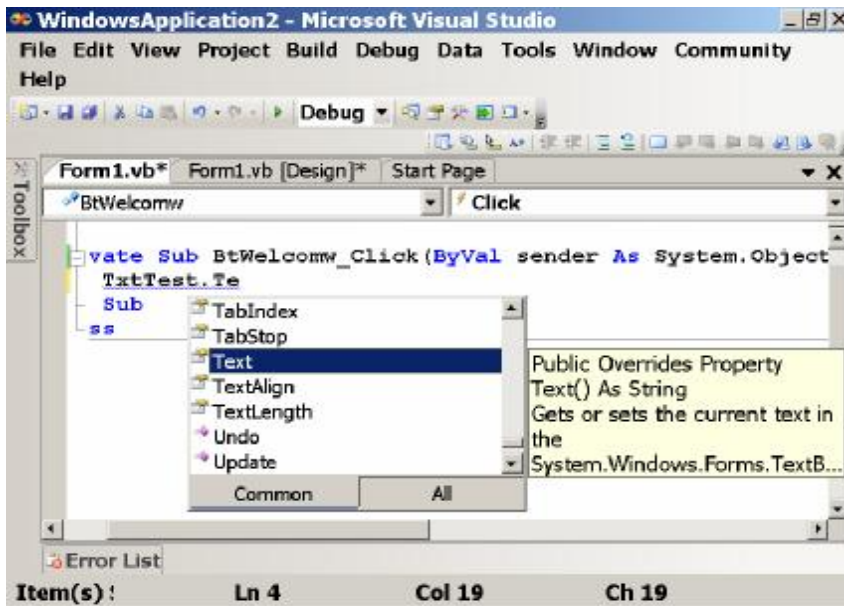 WindowsApplication2 - Microsoft Visual Studio
File Edit View Project Build Debug Data Tools Window Community
Help
Debug
Toolbox
Form1.vb* Form1.vb [Design]* Start Page
BtWelcomw Click
vate Sub BtWelcomw_Click(ByVal sender As System.Object
TxtTest.Te
Sub
ss
TabIndex
TabStop
Text
TextAlign
TextLength
Undo
Update
Common All
Public Overrides Property
Text() As String
Gets or sets the current text in
the
System.Windows.Forms.TextB...
Error List
Item(s) Ln 4 Col 19 Ch 19